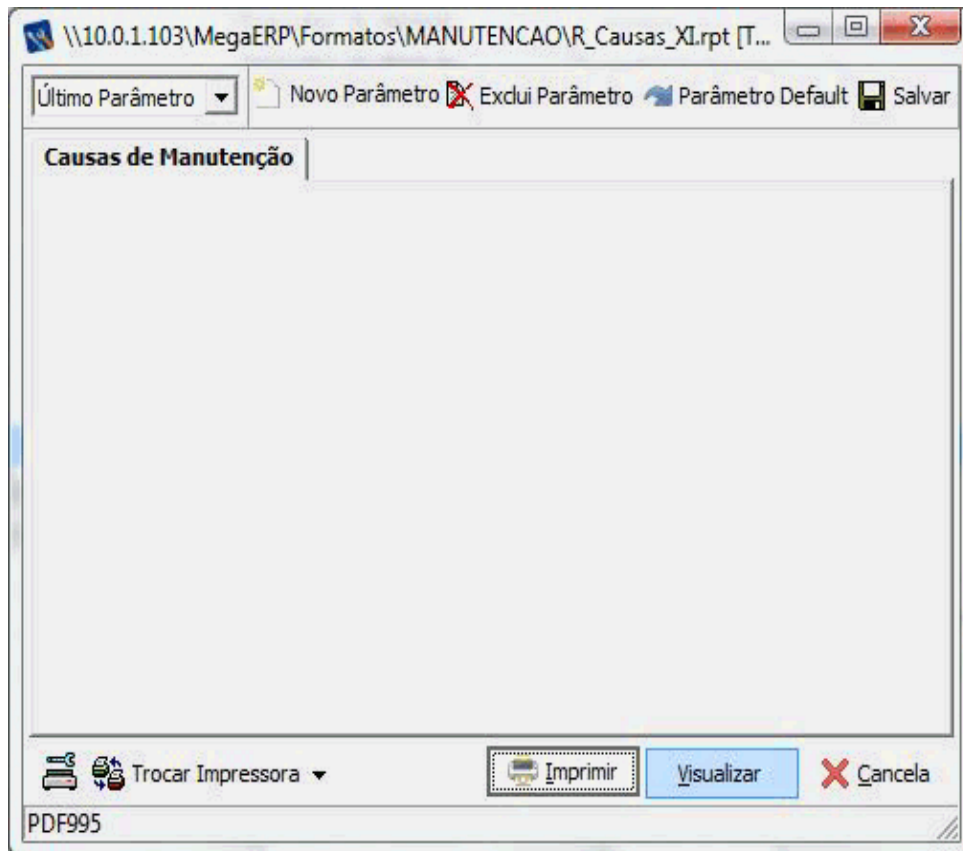 \\10.0.1.103\MegaERP\Formatos\MANUTENCAO\R_Causas_XI.rpt [T...
Último Parâmetro Novo Parâmetro Exclui Parâmetro Parâmetro Default Salvar
Causas de Manutenção
Trocar Impressora Imprimir Visualizar Cancela
PDF995